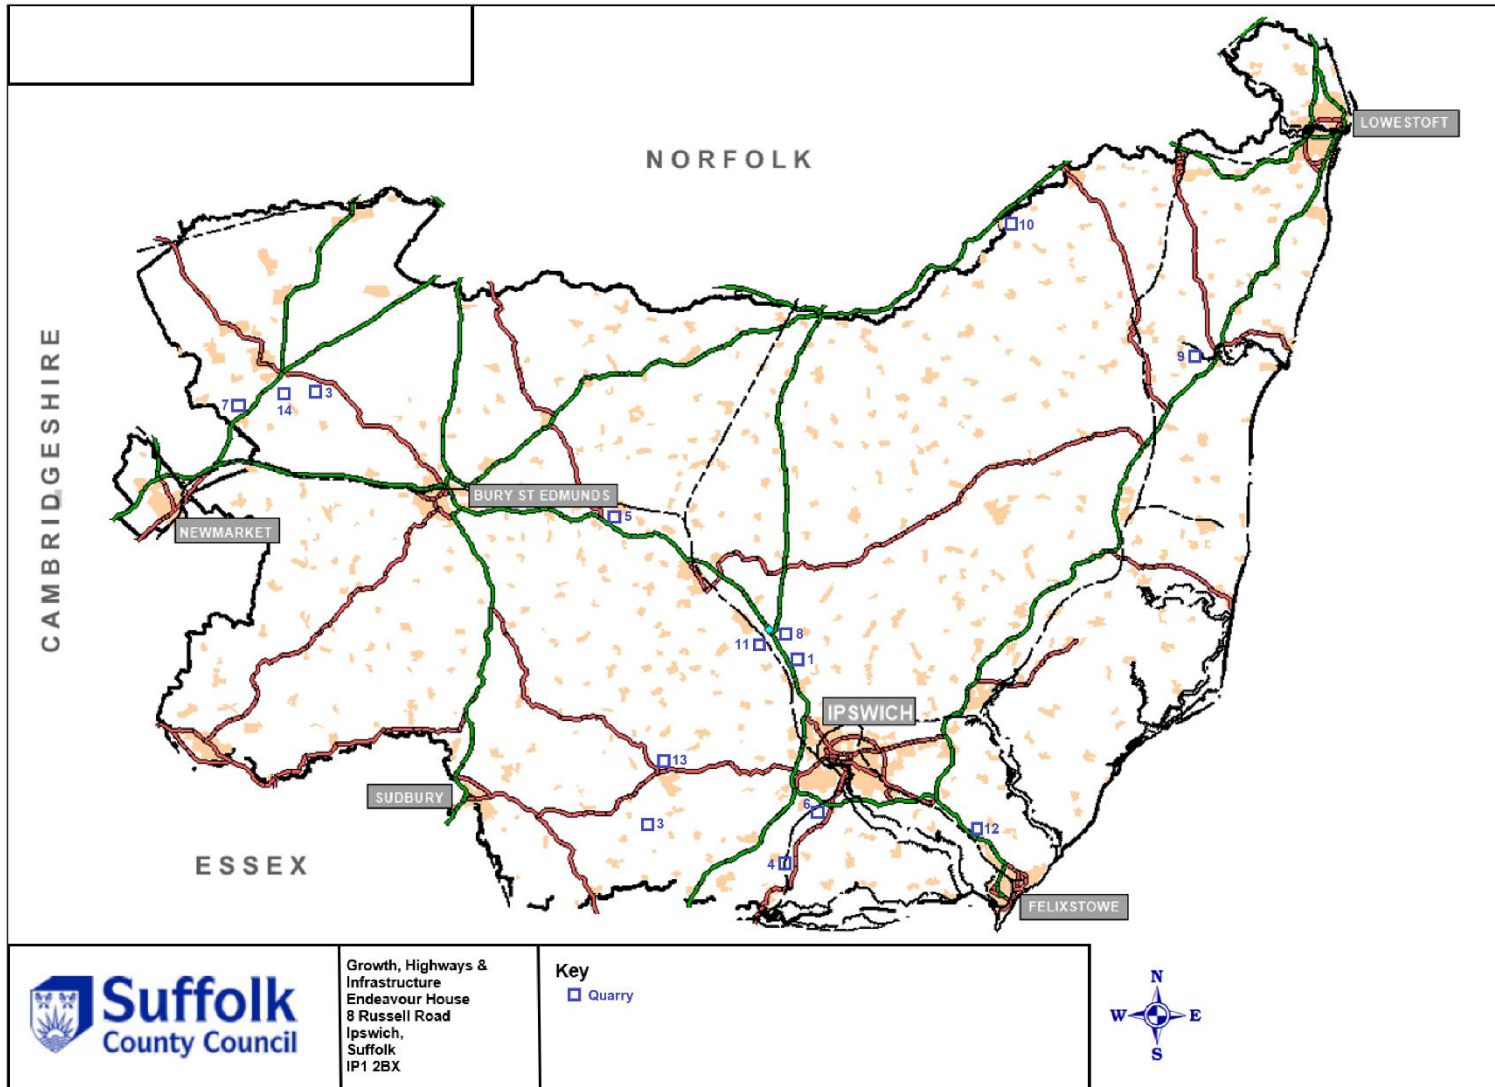 NORFOLK
LOWESTOFT
10
CAMBRIDGESHIRE
9
7
14
3
BURY ST EDMUNDS
5
NEWMARKET
8
11
1
IPSWICH
13
SUDBURY
6
3
12
4
ESSEX
FELIXSTOWE
Suffolk
County Council
Growth, Highways &
Infrastructure
Endeavour House
8 Russell Road
Ipswich,
Suffolk
IP1 2BX
Key
Quarry
N
W E
S